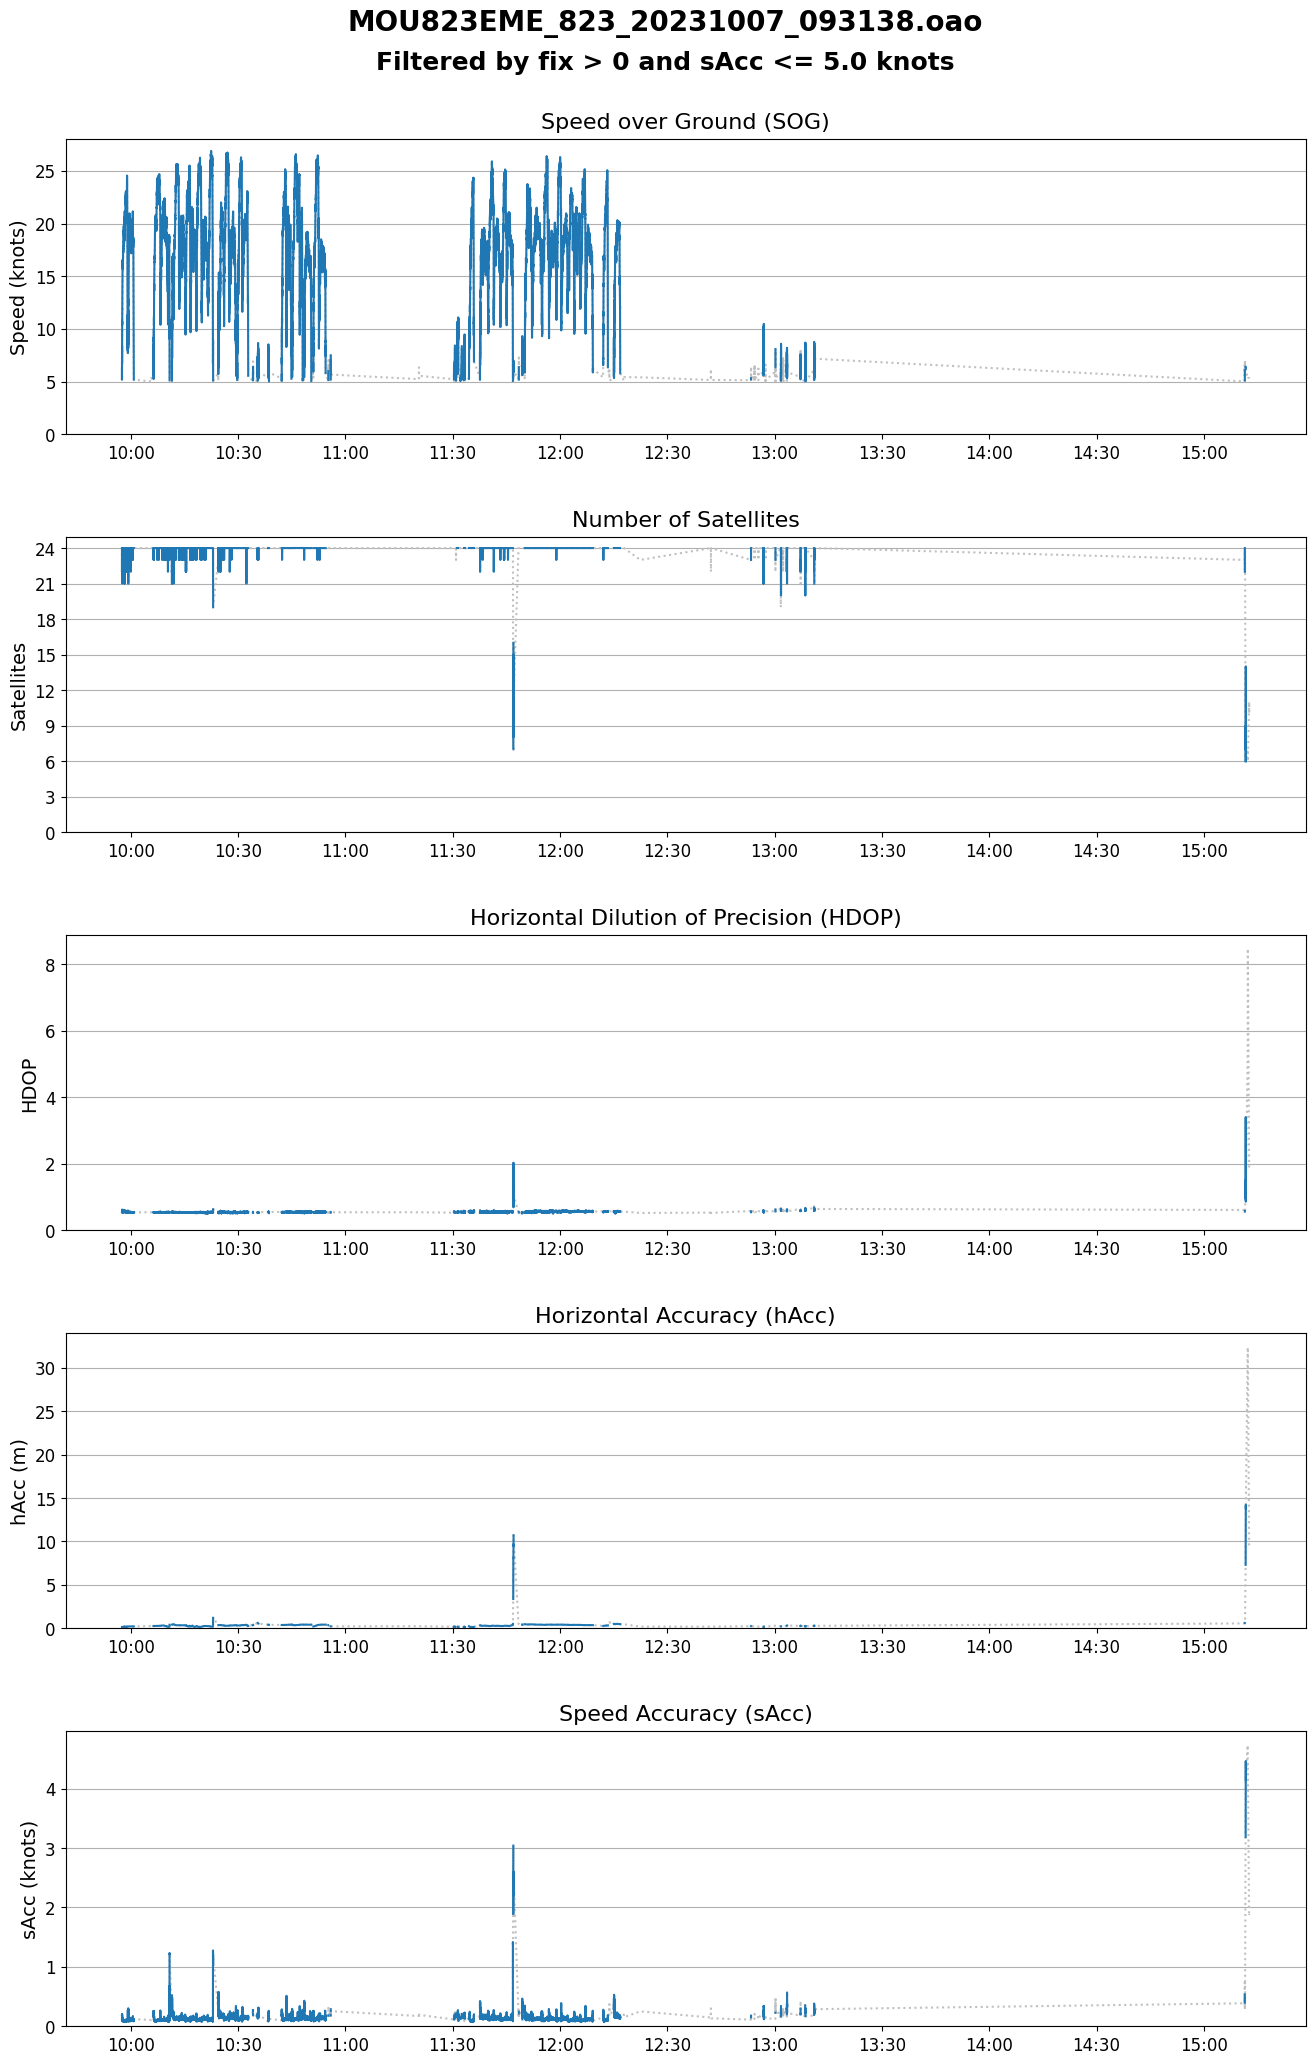 MOU823EME_823_20231007_093138.oao
Filtered by fix > 0 and sAcc <= 5.0 knots
Speed over Ground (SOG)
Speed (knots)
25
20
15
10
5
0
10:00 10:30 11:00 11:30 12:00 12:30 13:00 13:30 14:00 14:30 15:00
Number of Satellites
Satellites
24
21
18
15
12
9
6
3
0
10:00 10:30 11:00 11:30 12:00 12:30 13:00 13:30 14:00 14:30 15:00
Horizontal Dilution of Precision (HDOP)
HDOP
8
6
4
2
0
10:00 10:30 11:00 11:30 12:00 12:30 13:00 13:30 14:00 14:30 15:00
Horizontal Accuracy (hAcc)
hAcc (m)
30
25
20
15
10
5
0
10:00 10:30 11:00 11:30 12:00 12:30 13:00 13:30 14:00 14:30 15:00
Speed Accuracy (sAcc)
sAcc (knots)
4
3
2
1
0
10:00 10:30 11:00 11:30 12:00 12:30 13:00 13:30 14:00 14:30 15:00